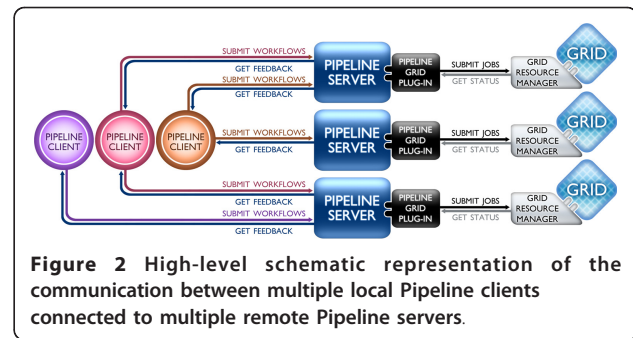 SUBMIT WORKFLOWS
GET FEEDBACK
SUBMIT WORKFLOWS
GET FEEDBACK
PIPELINE
SERVER
PIPELINE
GRID
PLUG-IN
SUBMIT JOBS
GET STATUS
GRID
RESOURCE
MANAGER
GRID
PIPELINE
CLIENT
PIPELINE
CLIENT
PIPELINE
CLIENT
SUBMIT WORKFLOWS
GET FEEDBACK
PIPELINE
SERVER
PIPELINE
GRID
PLUG-IN
SUBMIT JOBS
GET STATUS
GRID
RESOURCE
MANAGER
GRID
SUBMIT WORKFLOWS
GET FEEDBACK
SUBMIT WORKFLOWS
GET FEEDBACK
PIPELINE
SERVER
PIPELINE
GRID
PLUG-IN
SUBMIT JOBS
GET STATUS
GRID
RESOURCE
MANAGER
GRID
Figure 2 High-level schematic representation of the
communication between multiple local Pipeline clients
connected to multiple remote Pipeline servers.